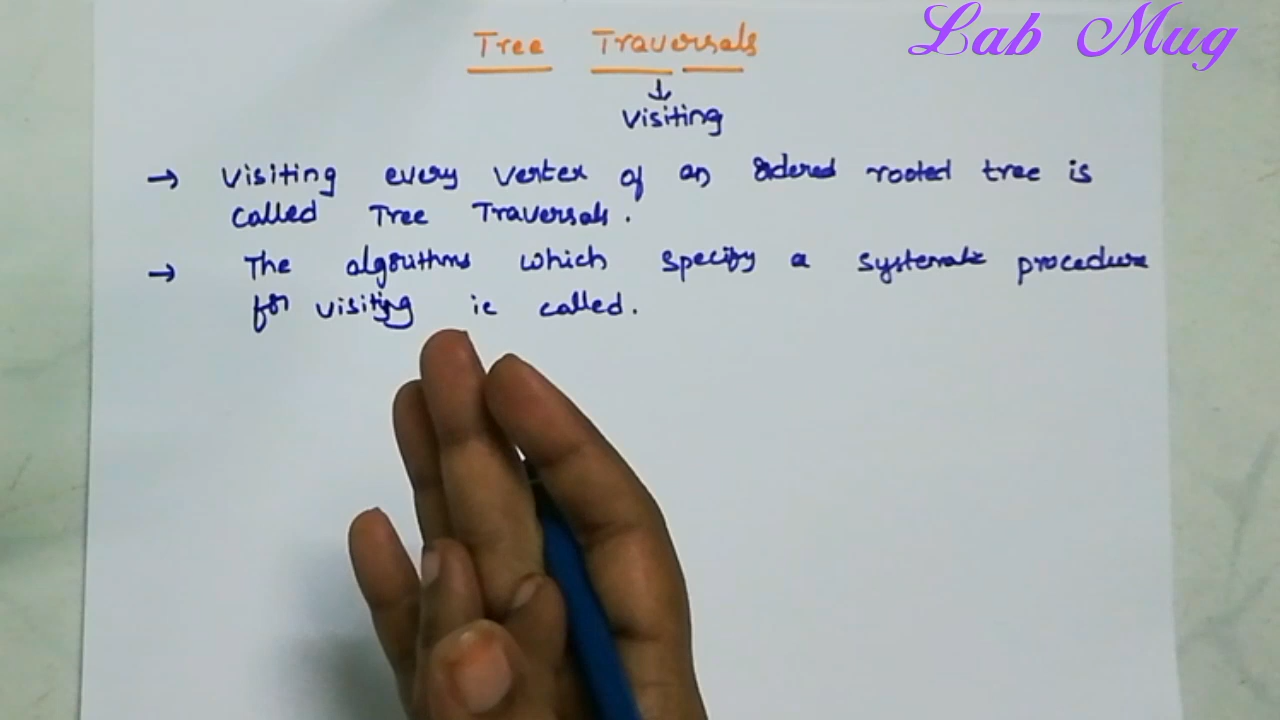 Lab Mug
Tree Traversals
↓
Visiting
→ Visiting every vertex of an ordered rooted tree is
called Tree Traversals.
→ The algorithms which specify a systematic procedure
for visiting ie called.